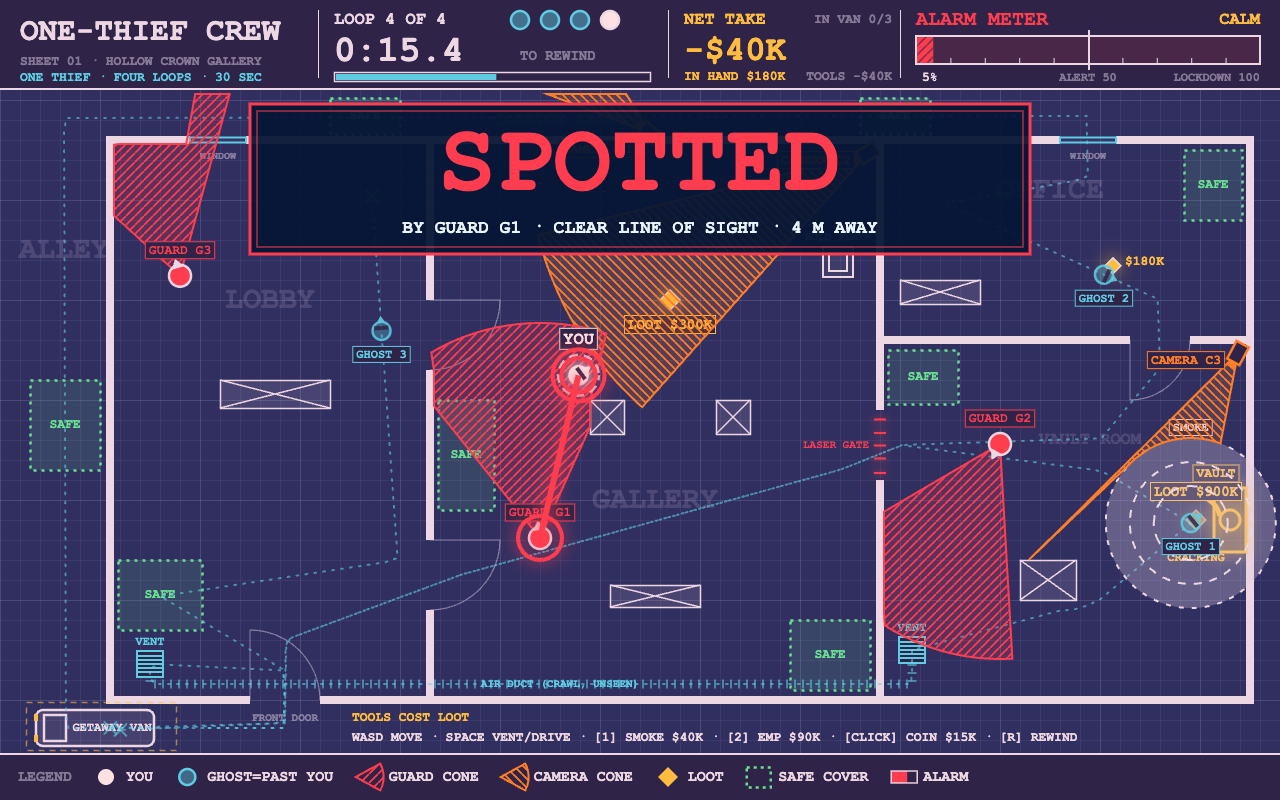 ONE-THIEF CREW
SHEET 01 · HOLLOW CROWN GALLERY
ONE THIEF · FOUR LOOPS · 30 SEC
LOOP 4 OF 4
0:15.4
TO REWIND
NET TAKE
IN VAN 0/3
-$40K
IN HAND $180K
TOOLS -$40K
ALARM METER
CALM
5%
ALERT 50
LOCKDOWN 100
SAFE
SAFE
SPOTTED
BY GUARD G1 · CLEAR LINE OF SIGHT · 4 M AWAY
WINDOW
WINDOW
OFFICE
SAFE
ALLEY
GUARD G3
LOBBY
$180K
GHOST 2
LOOT $300K
YOU
GHOST 3
CAMERA C3
SAFE
SAFE
GUARD G2
SMOKE
VAULT ROOM
LASER GATE
SAFE
VAULT
LOOT $900K
GALLERY
GUARD G1
GHOST 1
CRACKING
SAFE
VENT
VENT
SAFE
AIR DUCT (CRAWL, UNSEEN)
FRONT DOOR
GETAWAY VAN
TOOLS COST LOOT
WASD MOVE · SPACE VENT/DRIVE · [1] SMOKE $40K · [2] EMP $90K · [CLICK] COIN $15K · [R] REWIND
LEGEND
YOU
GHOST=PAST YOU
GUARD CONE
CAMERA CONE
LOOT
SAFE COVER
ALARM